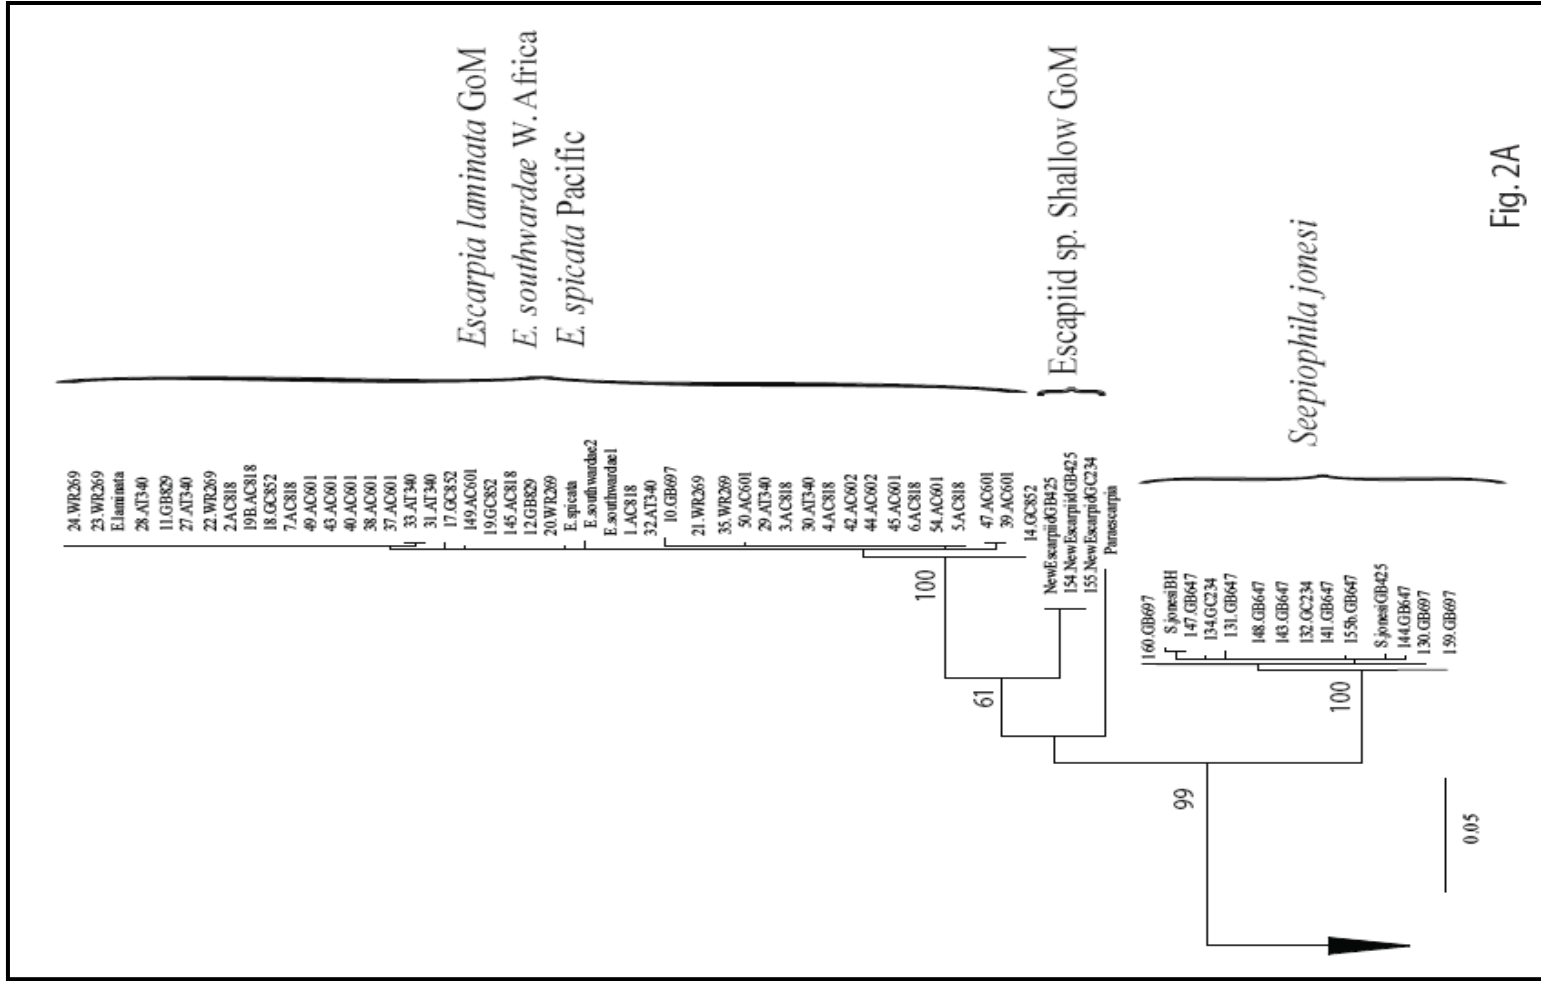 24.WR269
23.WR269
E.laminata
28.AT340
11.GB829
27.AT340
22.WR269
2.AC818
19B.AC818
18.GC852
7.AC818
49.AC601
43.AC601
40.AC601
38.AC601
37.AC601
33.AT340
31.AT340
17.GC852
149.AC601
19.GC852
145.AC818
12.GB829
20.WR269
E.spicata
E.southwardae2
E.southwardae1
1.AC818
32.AT340
10.GB697
21.WR269
35.WR269
50.AC601
29.AT340
3.AC818
30.AT340
4.AC818
42.AC602
44.AC602
45.AC601
6.AC818
54.AC601
5.AC818
47.AC601
39.AC601
14.GC852
NewEscarpiidGB425
154.NewEscarpiidGB425
155.NewEscarpidGC234
Paraescarpia
160.GB697
S.jonesiBH
147.GB647
134.GC234
131.GB647
148.GB647
143.GB647
132.GC234
141.GB647
155b.GB647
S.jonesiGB425
144.GB647
130.GB697
159.GB697
Escarpia laminata GoM
E. southwardae W. Africa
E. spicata Pacific
Escapiid sp. Shallow GoM
Seepiophila jonesi
100
61
100
99
0.05
Fig. 2A